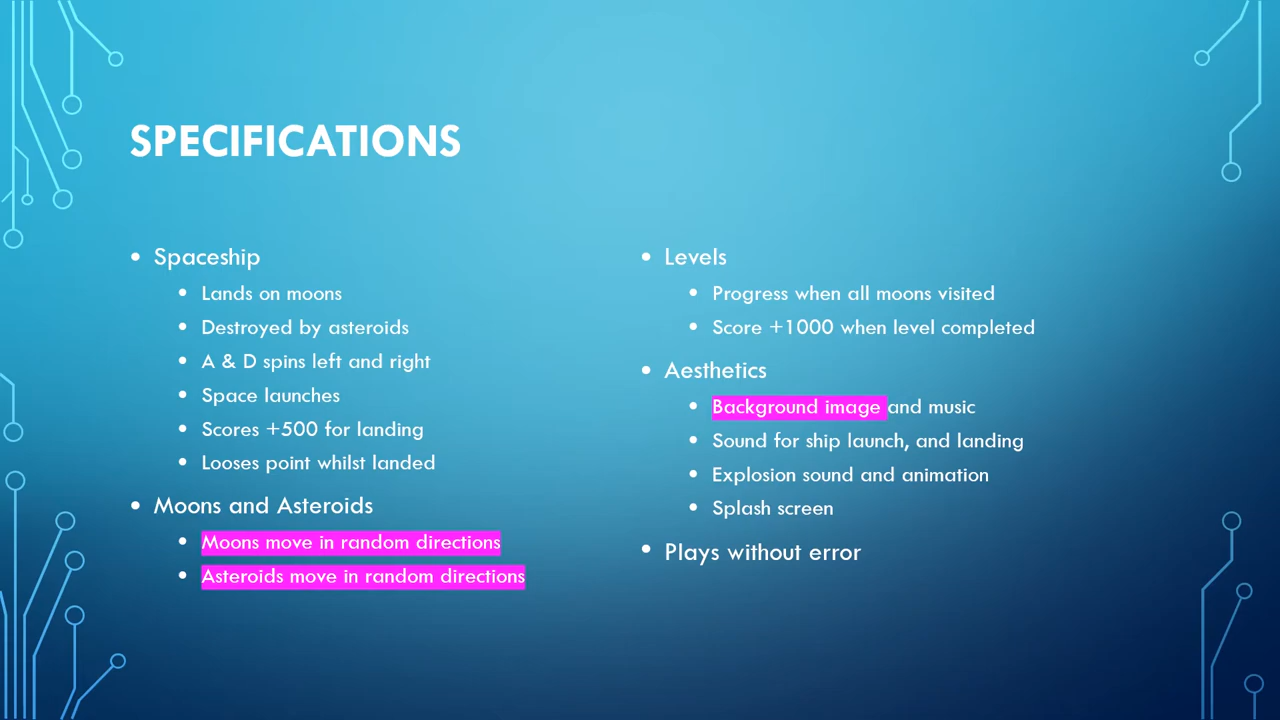 SPECIFICATIONS
• Spaceship
• Lands on moons
• Destroyed by asteroids
• A & D spins left and right
• Space launches
• Scores +500 for landing
• Looses point whilst landed
• Moons and Asteroids
• Moons move in random directions
• Asteroids move in random directions
• Levels
• Progress when all moons visited
• Score +1000 when level completed
• Aesthetics
• Background image and music
• Sound for ship launch, and landing
• Explosion sound and animation
• Splash screen
• Plays without error